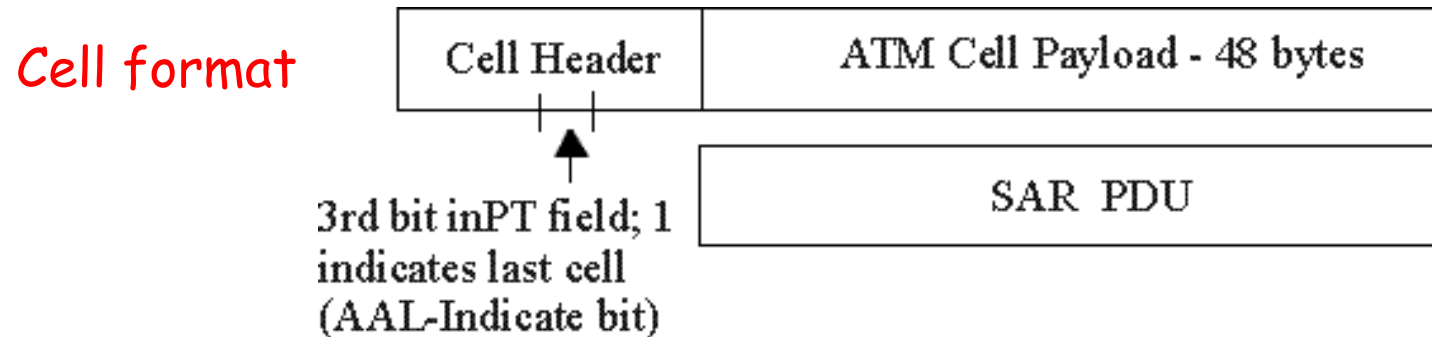 Cell format
Cell Header
ATM Cell Payload - 48 bytes
3rd bit inPT field; 1
indicates last cell
(AAL-Indicate bit)
SAR PDU